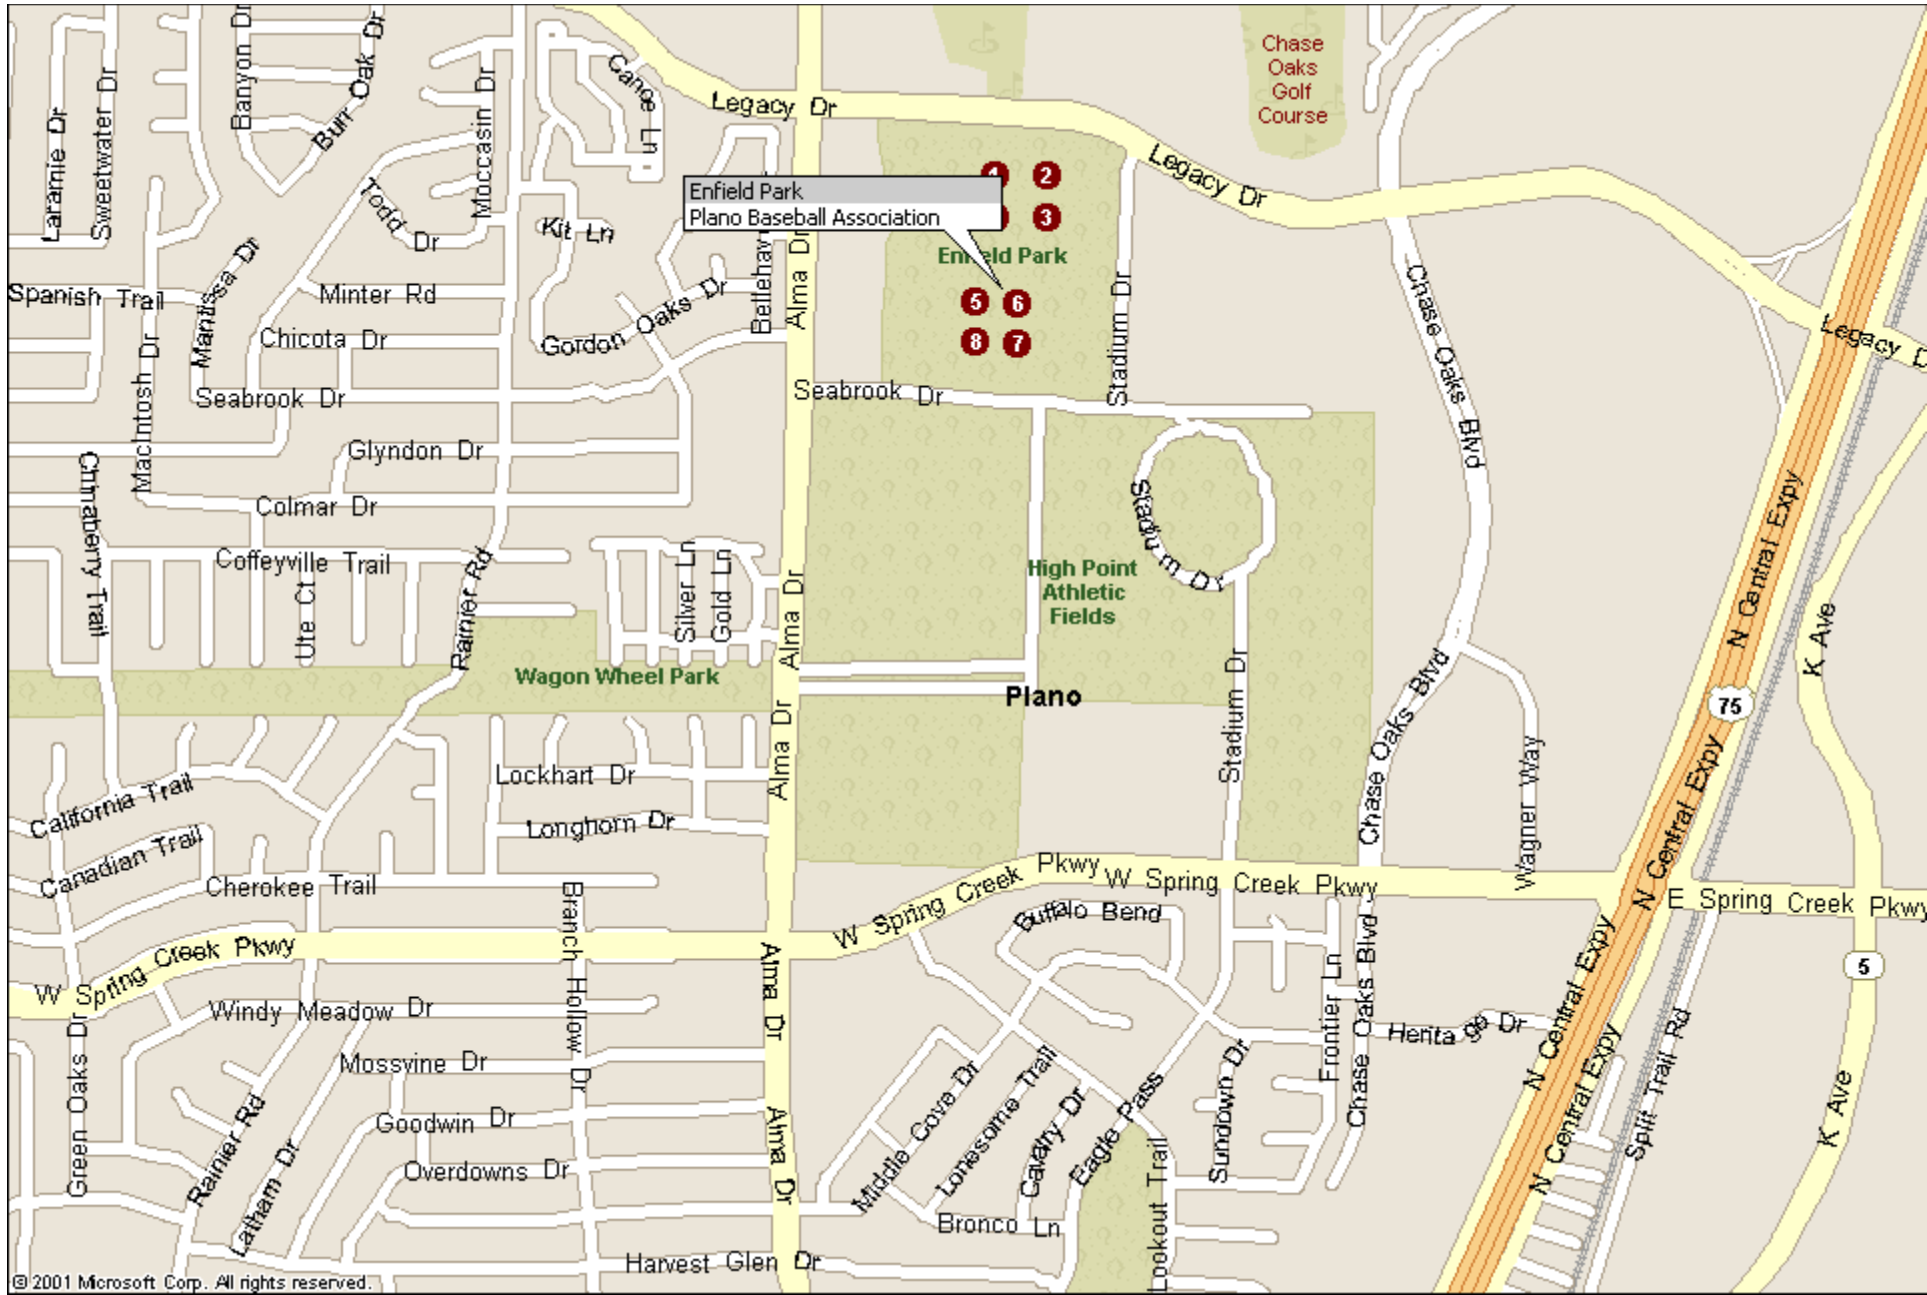 Laramie Dr
Sweetwater Dr
Banyon Dr
Burr Oak Dr
Moccasin Dr
Canoe Ln
Legacy Dr
Chase
Oaks
Golf
Course
Legacy Dr
2
Enfield Park
Plano Baseball Association
3
Enfield Park
5
6
8
7
Todd Dr
Kit Ln
Alma Dr
Stadium Dr
Chase Oaks Blvd
Mantissa Dr
Spanish Trail
Minter Rd
Gordon Oaks Dr
MacIntosh Dr
Chicota Dr
Legacy D
Seabrook Dr
Seabrook Dr
Glyndon Dr
Chinaberry Trail
Colmar Dr
Stadium Dr
N Central Expy
Coffeyville Trail
Ute Ct
Rainier Rd
Silver Ln
Gold Ln
Alma Dr
High Point
Athletic
Fields
K Ave
Wagon Wheel Park
Plano
75
Alma Dr
Stadium Dr
Chase Oaks Blvd
Wagner Way
N Central Expy
Lockhart Dr
California Trail
Longhorn Dr
Canadian Trail
Cherokee Trail
W Spring Creek Pkwy
W Spring Creek Pkwy
E Spring Creek Pkwy
Buffalo Bend
Branch Hollow Dr
W Spring Creek Pkwy
Alma Dr
Frontier Ln
Chase Oaks Blvd
N Central Expy
5
Windy Meadow Dr
Heritage Dr
Green Oaks Dr
Mossvine Dr
Split Trail Rd
Middle Cove Dr
Lonesome Trail
Cavalry Dr
Eagle Pass
Sundown Dr
N Central Expy
K Ave
Rainier Rd
Goodwin Dr
Alma Dr
Latham Dr
Overdowns Dr
Bronco Ln
Lookout Trail
Harvest Glen Dr
© 2001 Microsoft Corp. All rights reserved.